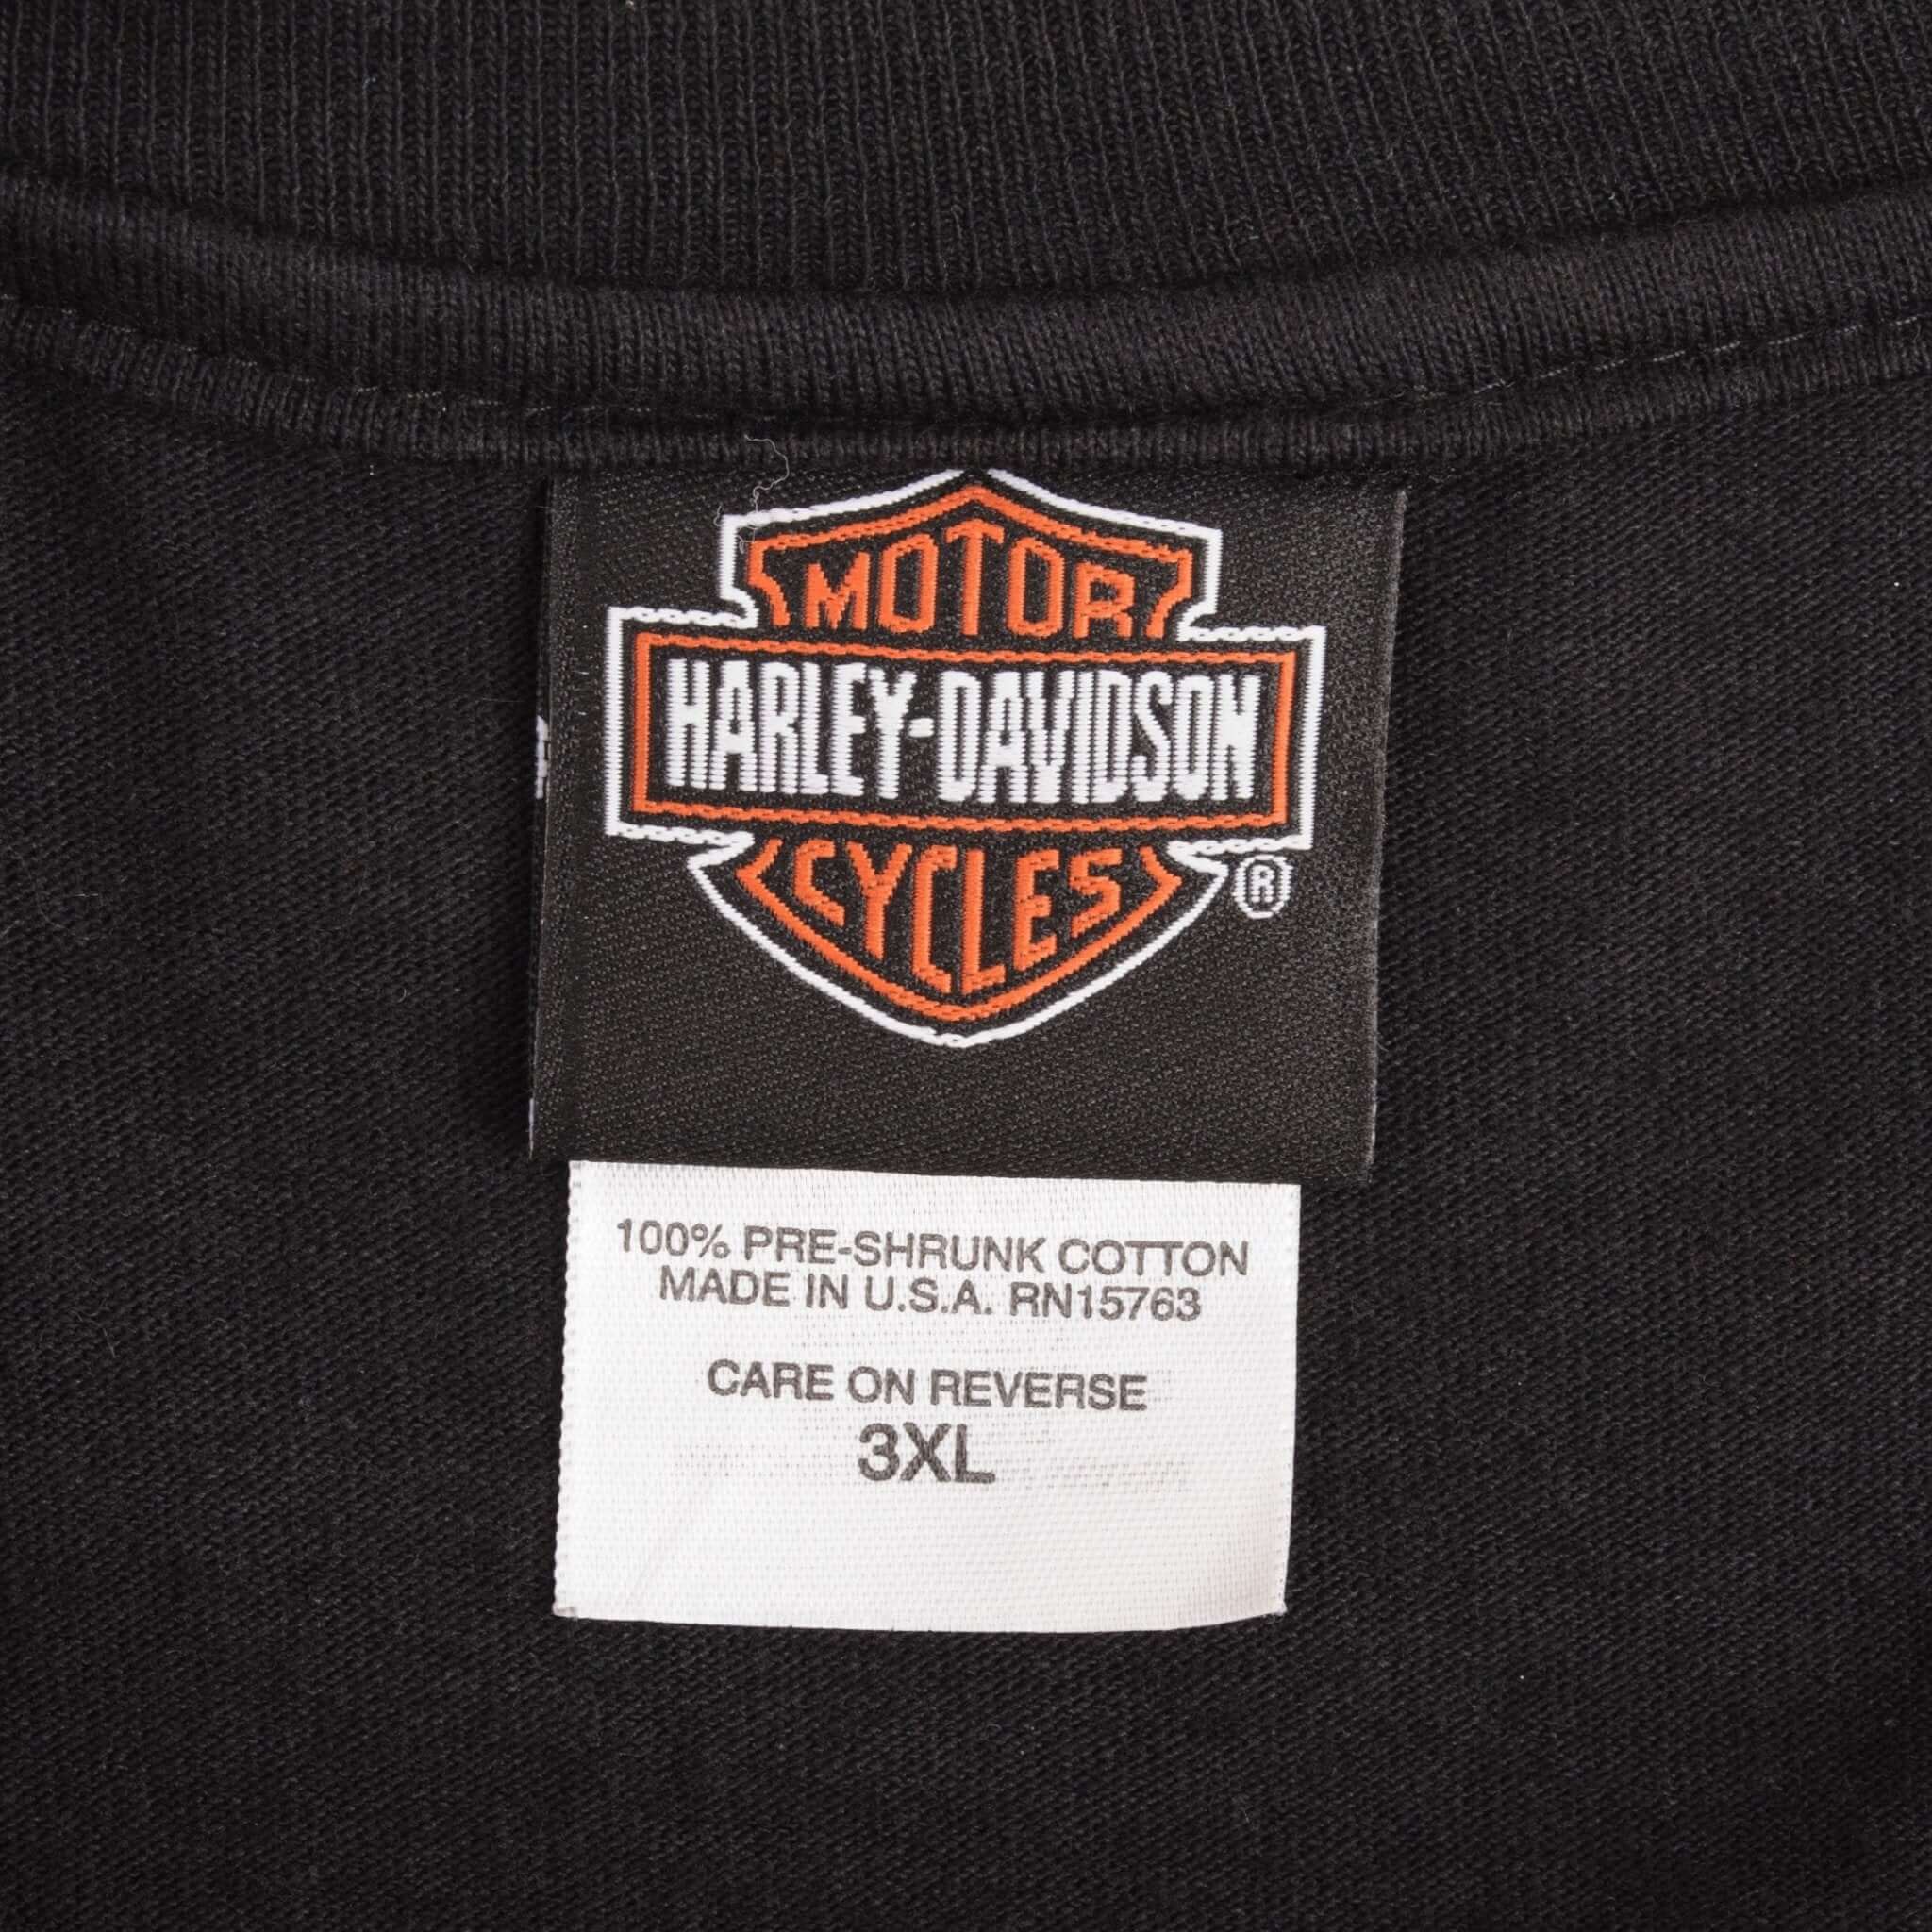 MOTOR
HARLEY-DAVIDSON
CYCLES ®
100% PRE-SHRUNK COTTON
MADE IN U.S.A. RN15763
CARE ON REVERSE
3XL